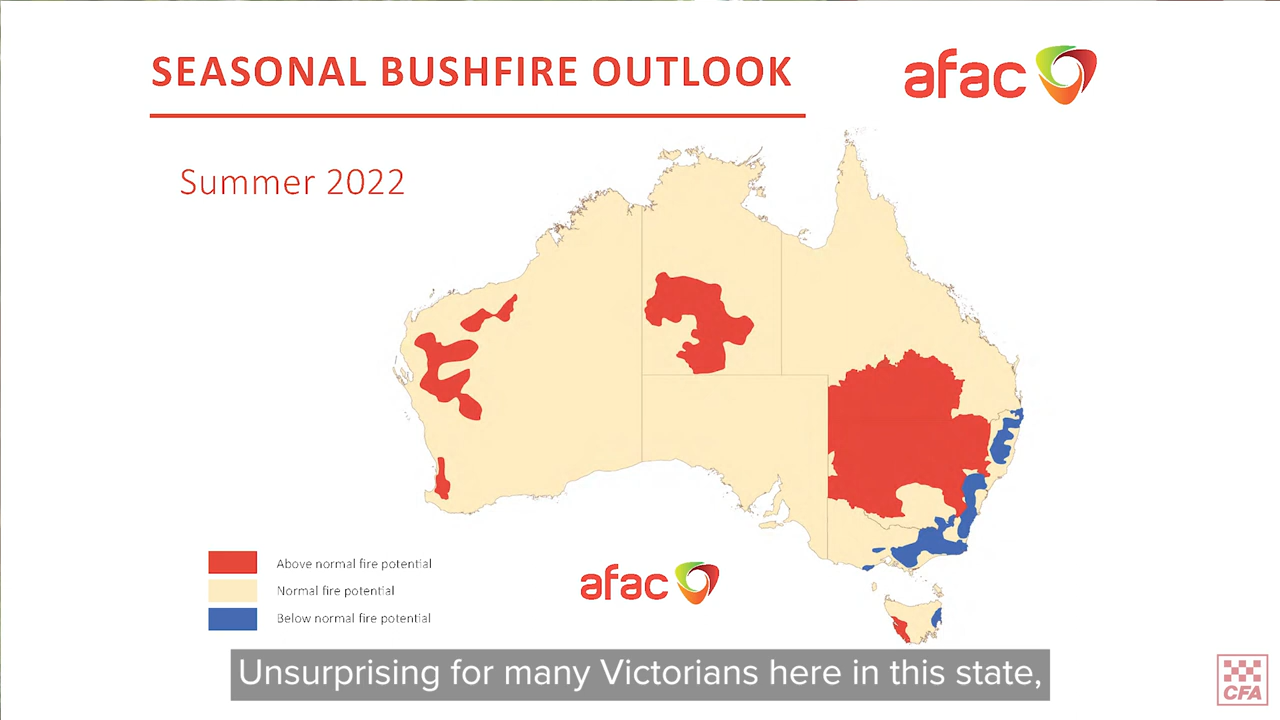 SEASONAL BUSHFIRE OUTLOOK
afac
Summer 2022
Above normal fire potential
Normal fire potential
Below normal fire potential
afac
Unsurprising for many Victorians here in this state,
CFA